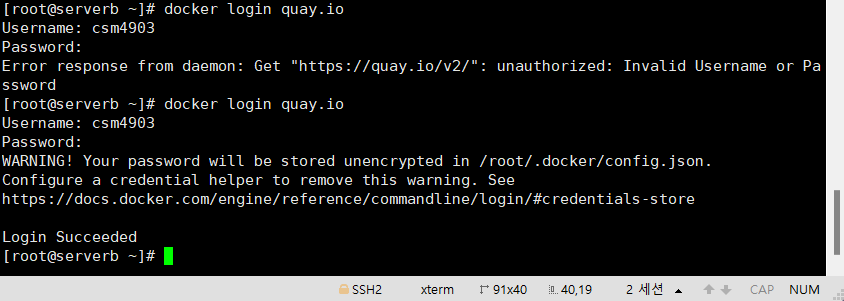 [root@serverb ~]# docker login quay.io
Username: csm4903
Password:
Error response from daemon: Get "https://quay.io/v2/": unauthorized: Invalid Username or Pa
ssword
[root@serverb ~]# docker login quay.io
Username: csm4903
Password:
WARNING! Your password will be stored unencrypted in /root/.docker/config.json.
Configure a credential helper to remove this warning. See
https://docs.docker.com/engine/reference/commandline/login/#credentials-store
Login Succeeded
[root@serverb ~]#
SSH2 xterm 91x40 40,19 2 세션 CAP NUM